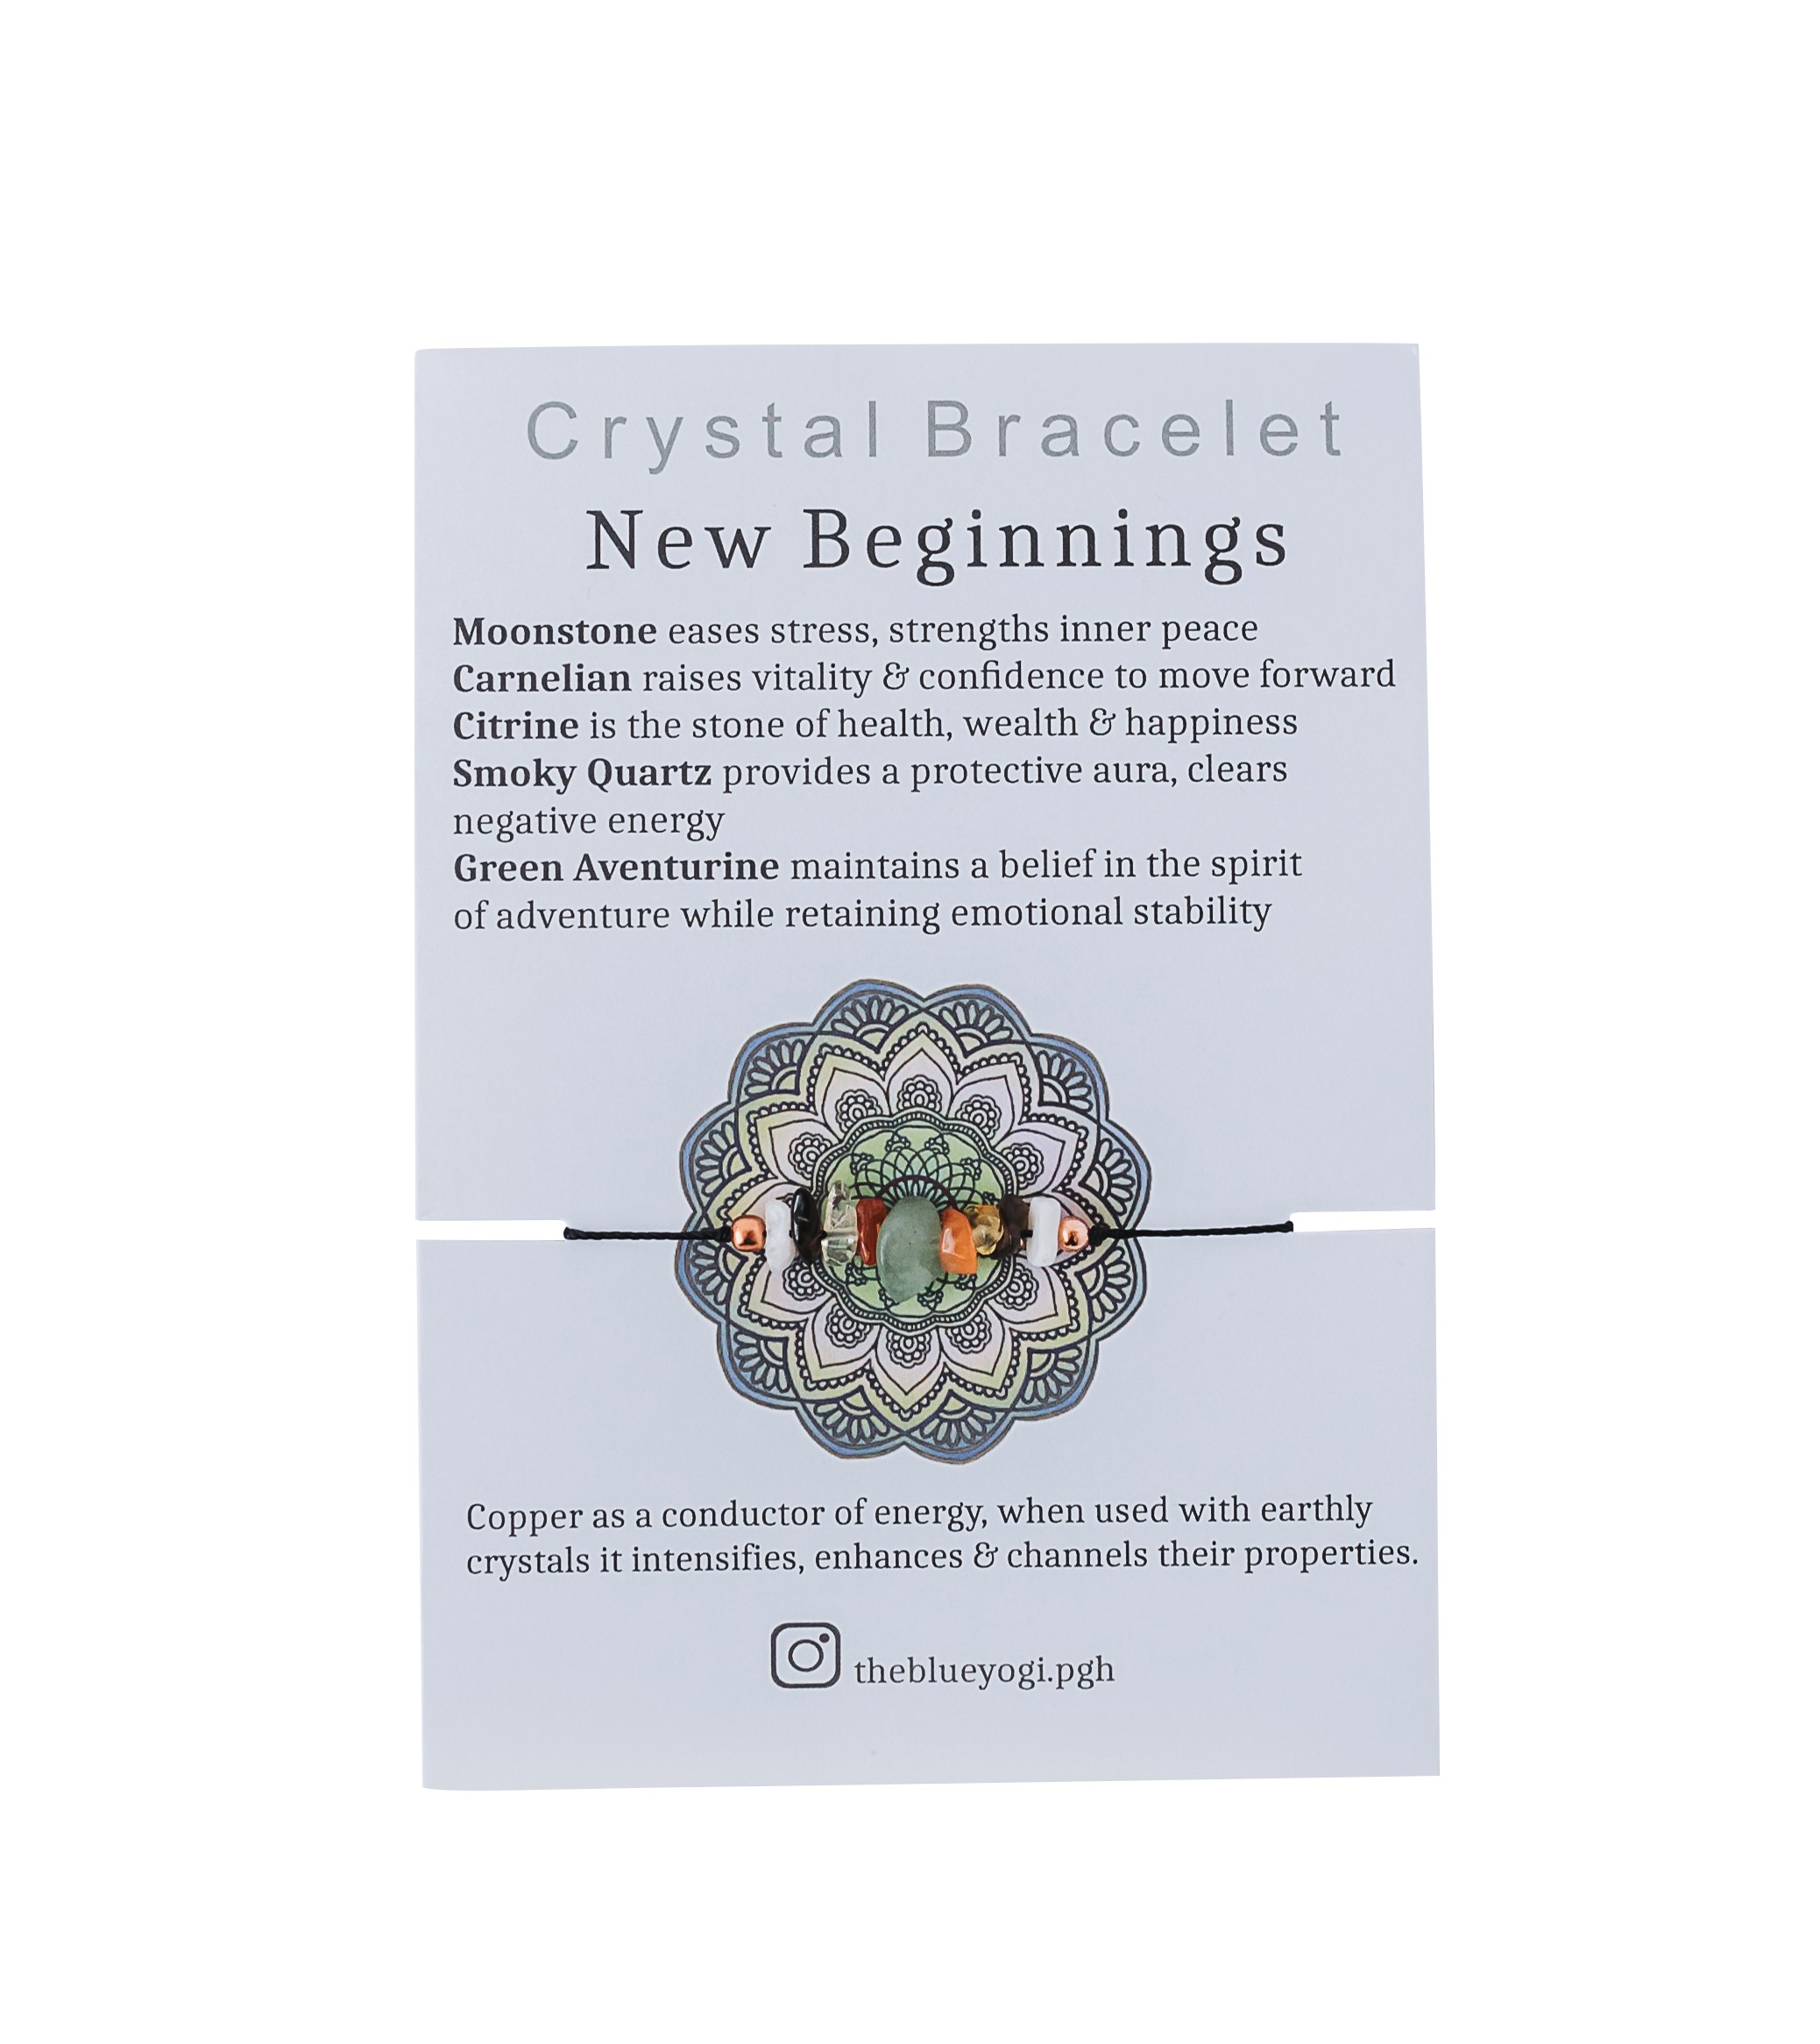 Crystal Bracelet
New Beginnings
Moonstone eases stress, strengths inner peace
Carnelian raises vitality & confidence to move forward
Citrine is the stone of health, wealth & happiness
Smoky Quartz provides a protective aura, clears
negative energy
Green Aventurine maintains a belief in the spirit
of adventure while retaining emotional stability
Copper as a conductor of energy, when used with earthly
crystals it intensifies, enhances & channels their properties.
theblueyogi.pgh